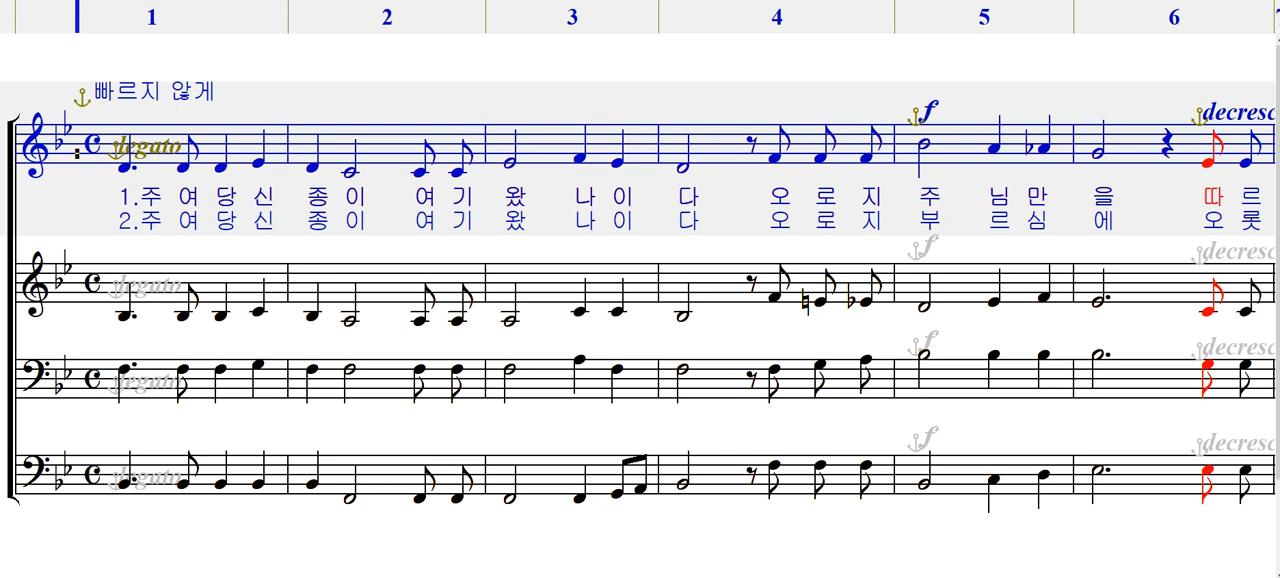 1 2 3 4 5 6
빠르지 않게
f decresc
legato
1.주 여 당 신 종 이 여 기 왔 나 이 다 오 로 지 주 님 만 을 따 르
2.주 여 당 신 종 이 여 기 왔 나 이 다 오 로 지 부 르 심 에 오 롯
f decresc
legato
f decresc
legato
f decresc
legato